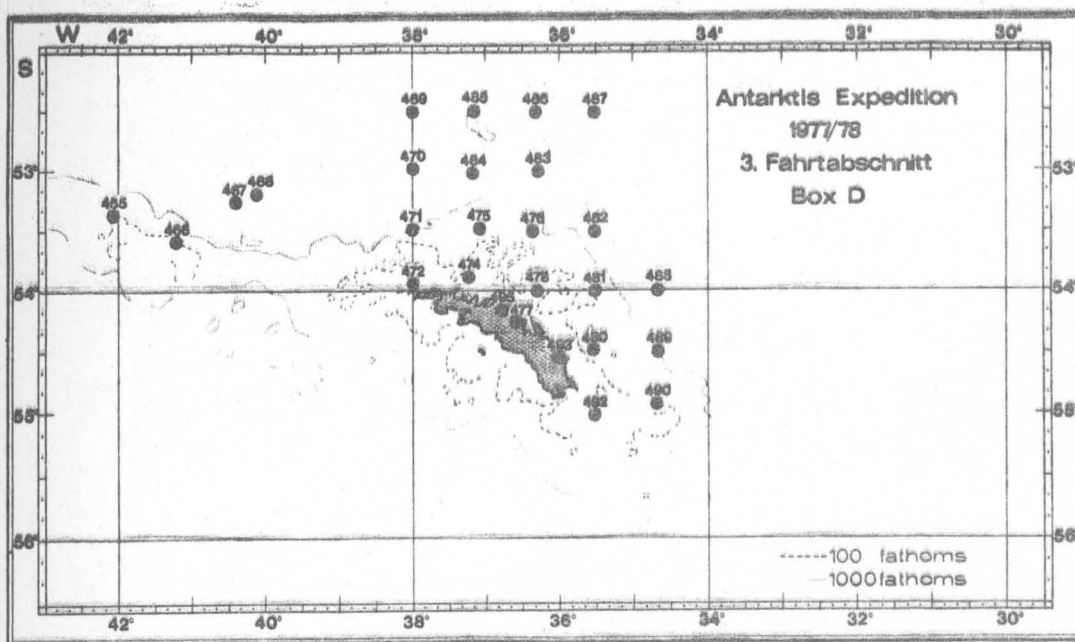 W 42° 40° 38° 36° 34° 32° 30°
S
469 485 486 487
Antarktis Expedition
1977/78
3. Fahrtabschnitt
Box D
53° 470 484 483 53°
467 468
465
466
471 475 476 482
472 474 478 481 488
54° 54°
477
480 489
490
492
55° 55°
56° 56°
100 fathoms
1000 fathoms
42° 40° 38° 36° 34° 32° 30°